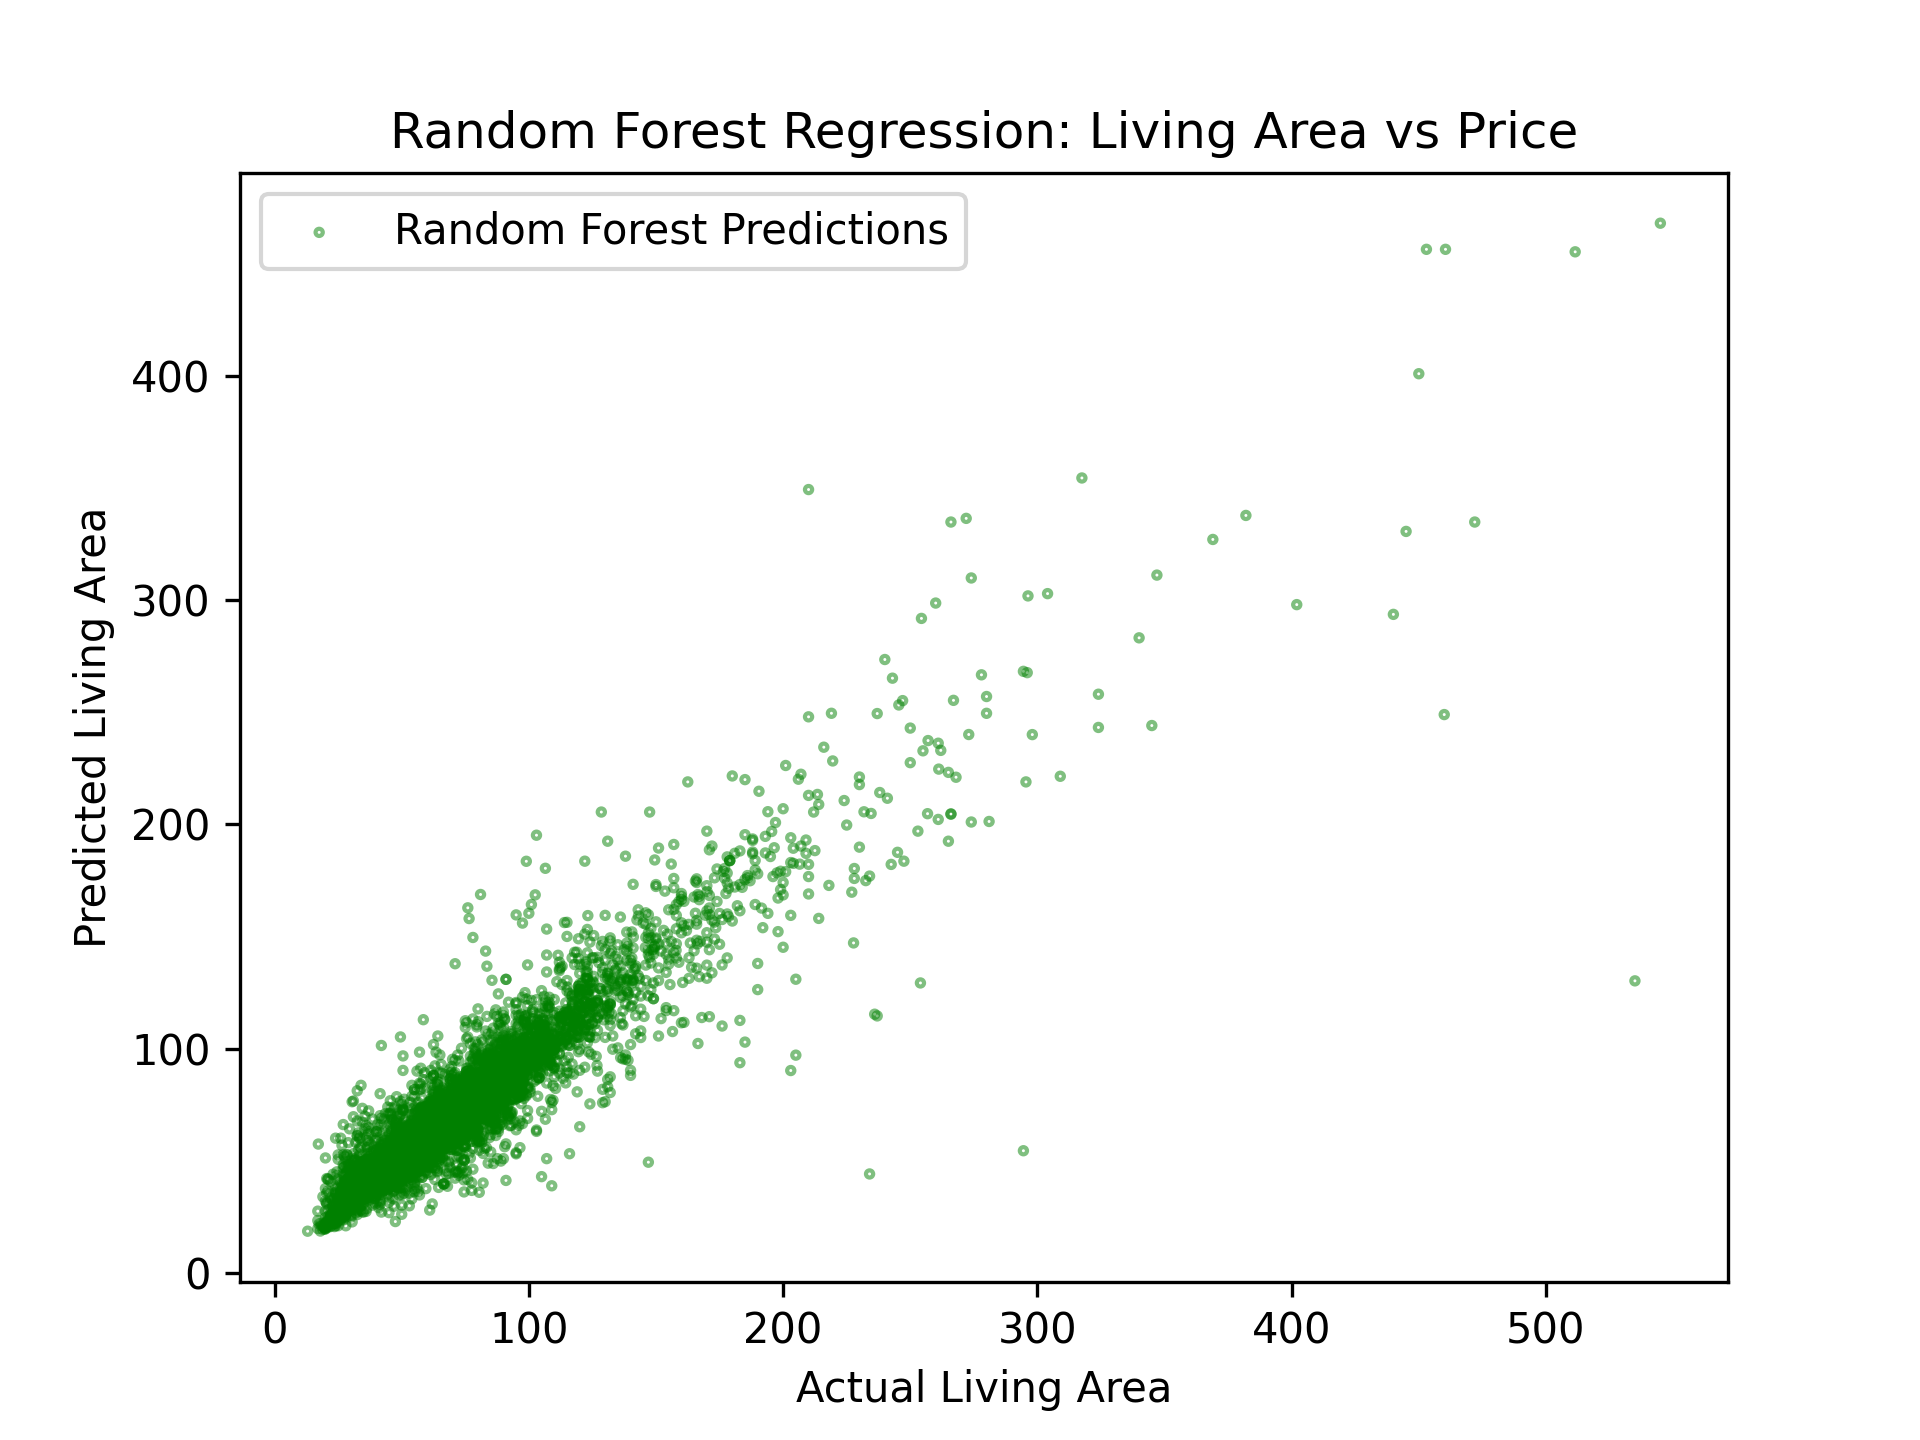 Random Forest Regression: Living Area vs Price
Random Forest Predictions
400
300
200
100
0
Predicted Living Area
0 100 200 300 400 500
Actual Living Area